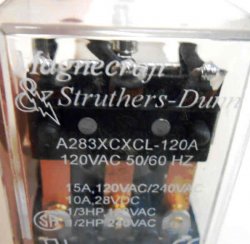 Magnecraft
& Struthers-Dunn
A283XCXCL-120A
120VAC 50/60 HZ
15A, 120VAC/240VAC
10A, 28VDC
1/3HP, 120VAC
1/2HP, 240VAC